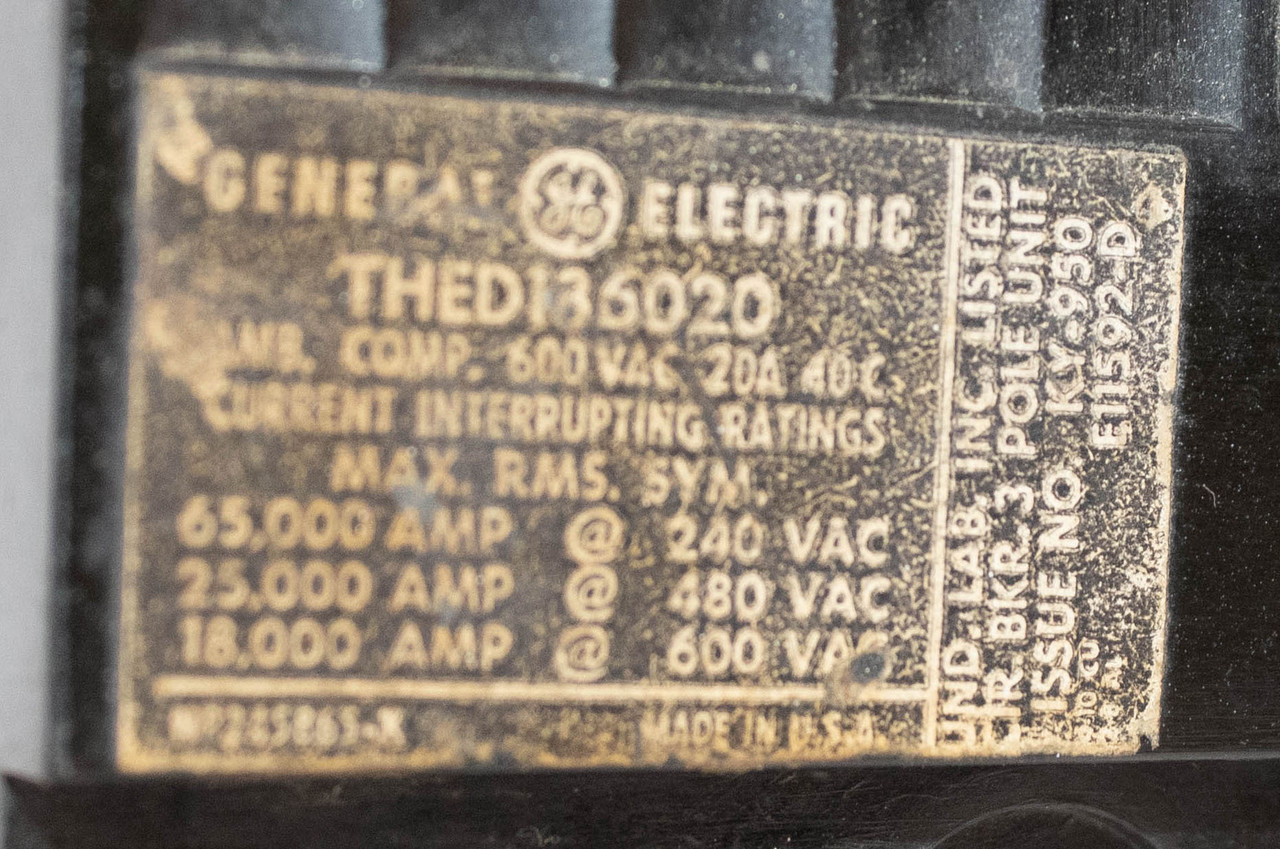 GENERAL GE ELECTRIC
THED136020
AMB. COMP. 600 VAC 20A 40°C
CURRENT INTERRUPTING RATINGS
MAX. RMS. SYM.
65,000 AMP @ 240 VAC
25,000 AMP @ 480 VAC
18,000 AMP @ 600 VAC
MADE IN U.S.A
UND. LAB. INC. LISTED
CIR. BKR. 3 POLE UNIT
ISSUE NO KY-950
E11592-D